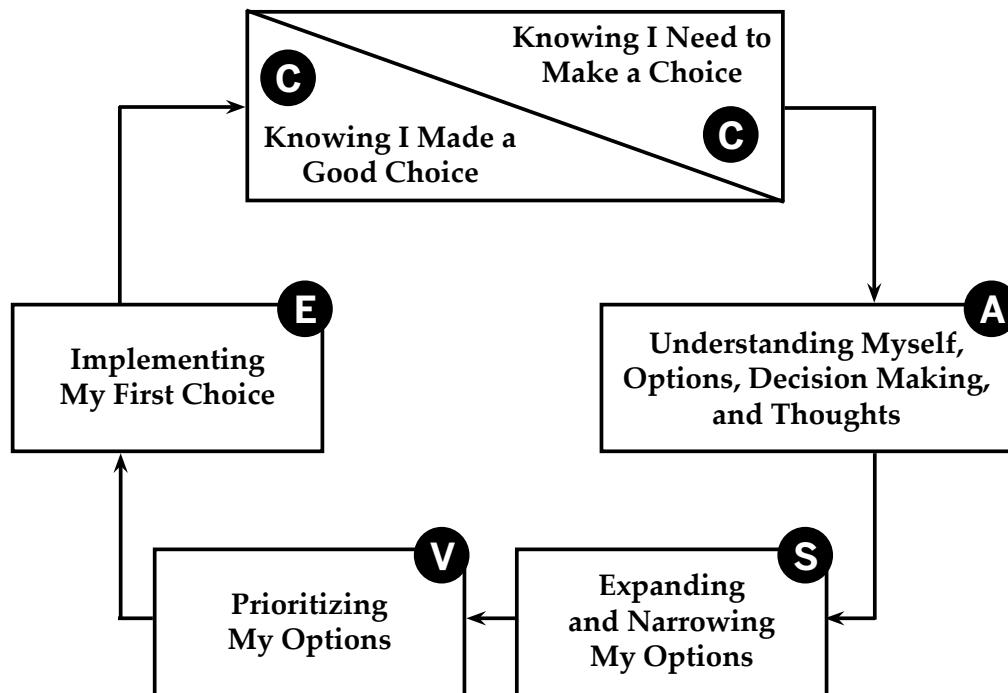 Knowing I Need to
Make a Choice
C
C
Knowing I Made a
Good Choice
E
Implementing
My First Choice
A
Understanding Myself,
Options, Decision Making,
and Thoughts
V
Prioritizing
My Options
S
Expanding
and Narrowing
My Options